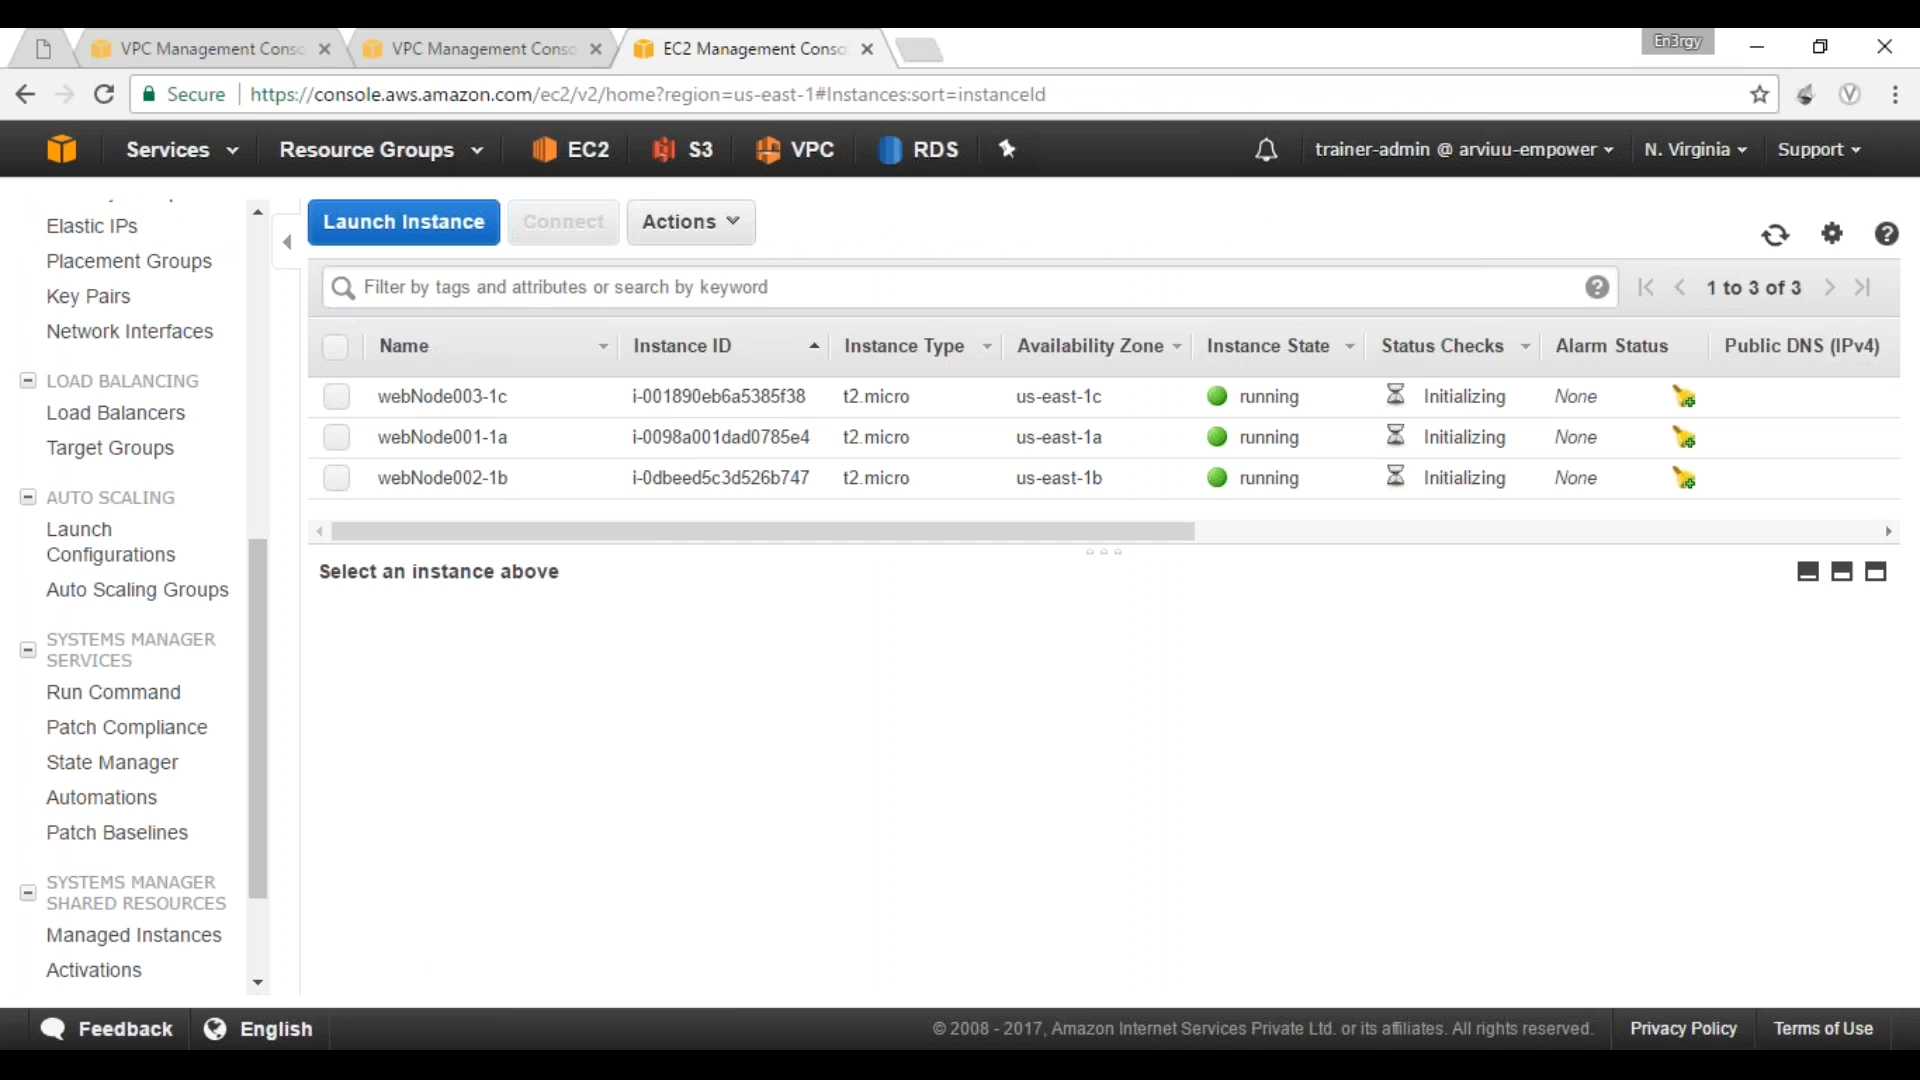 VPC Management Consc
VPC Management Conso
EC2 Management Conso
En3rgy
Secure
https://console.aws.amazon.com/ec2/v2/home?region=us-east-1#Instances:sort=instanceId
Services
Resource Groups
EC2
S3
VPC
RDS
trainer-admin @ arviuu-empower
N. Virginia
Support
Elastic IPs
Placement Groups
Key Pairs
Network Interfaces
LOAD BALANCING
Load Balancers
Target Groups
AUTO SCALING
Launch
Configurations
Auto Scaling Groups
SYSTEMS MANAGER
SERVICES
Run Command
Patch Compliance
State Manager
Automations
Patch Baselines
SYSTEMS MANAGER
SHARED RESOURCES
Managed Instances
Activations
Launch Instance
Connect
Actions
Filter by tags and attributes or search by keyword
1 to 3 of 3
Name Instance ID Instance Type Availability Zone Instance State Status Checks Alarm Status Public DNS (IPv4)
webNode003-1c i-001890eb6a5385f38 t2.micro us-east-1c running Initializing None
webNode001-1a i-0098a001dad0785e4 t2.micro us-east-1a running Initializing None
webNode002-1b i-0dbeed5c3d526b747 t2.micro us-east-1b running Initializing None
Select an instance above
Feedback
English
© 2008 - 2017, Amazon Internet Services Private Ltd. or its affiliates. All rights reserved.
Privacy Policy
Terms of Use